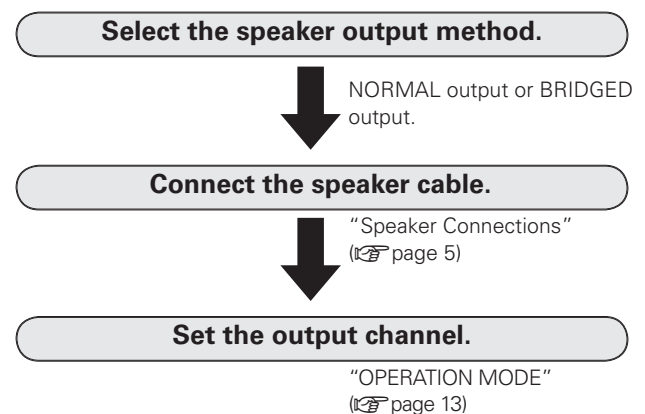 Select the speaker output method.
NORMAL output or BRIDGED
output.
Connect the speaker cable.
“Speaker Connections”
(☞ page 5)
Set the output channel.
“OPERATION MODE”
(☞ page 13)